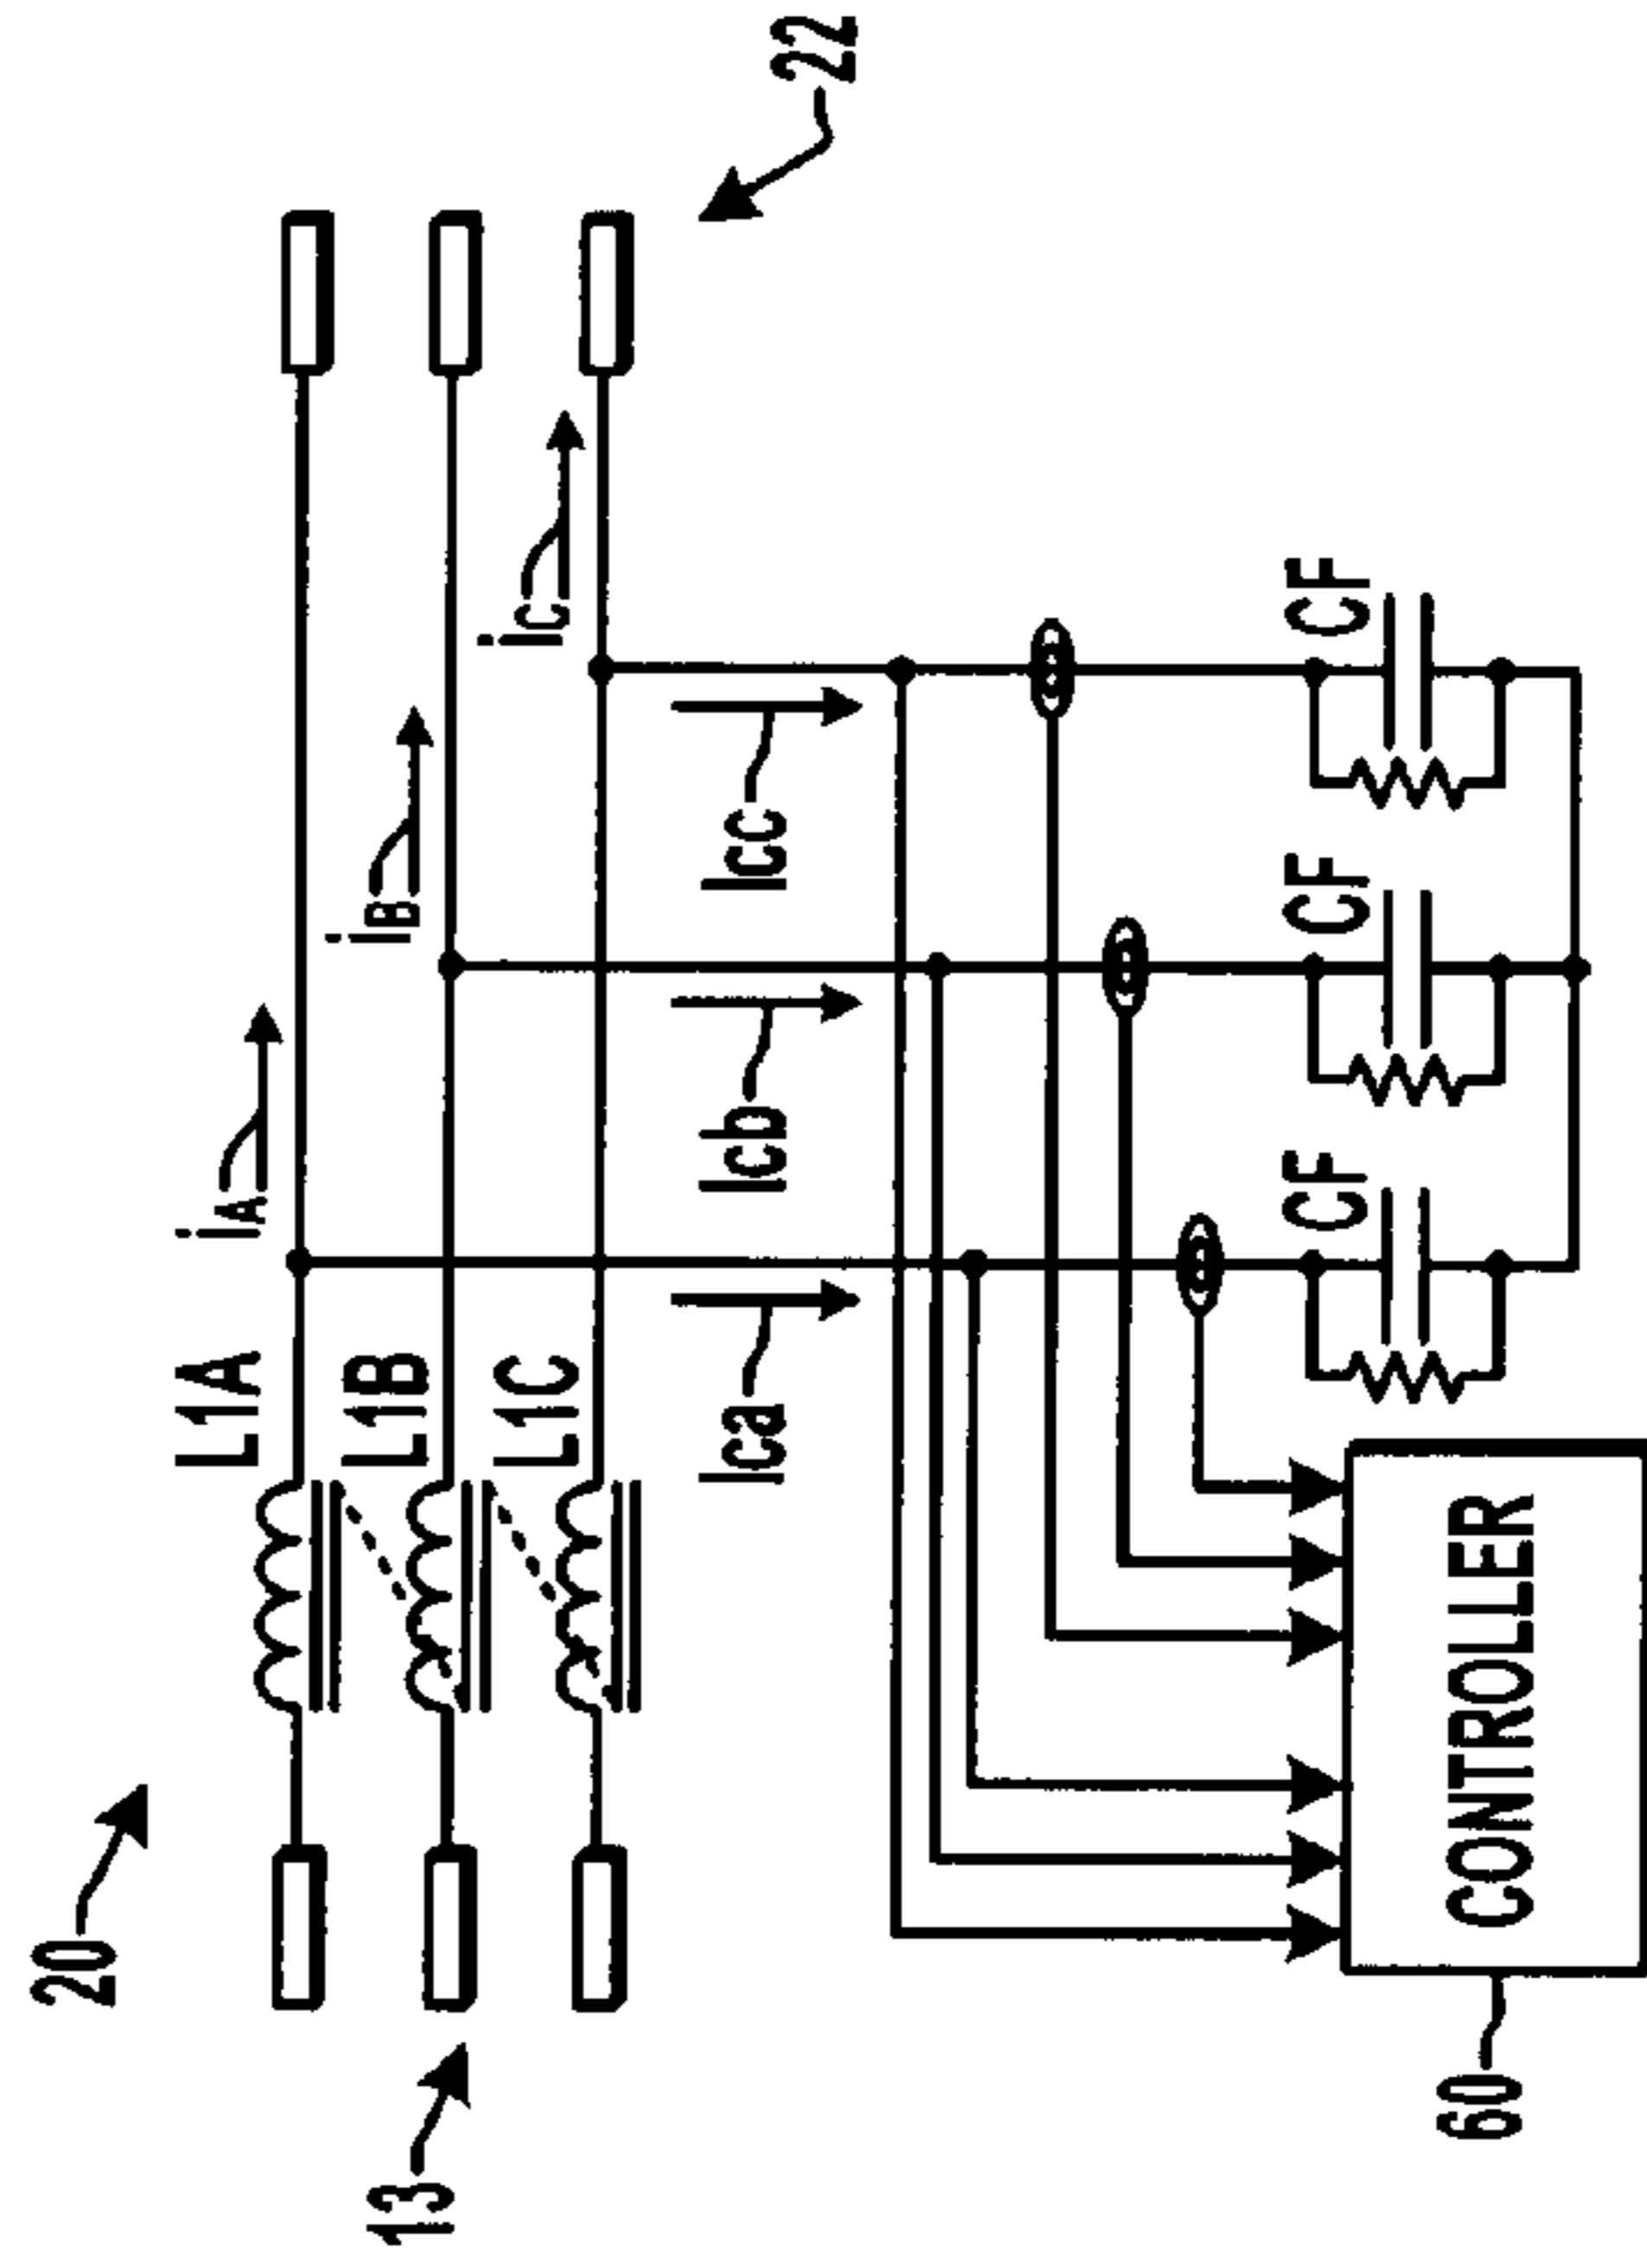 20
13
22
L1A
L1B
L1C
iA
iB
iC
Ica
Icb
Icc
CF
CF
CF
CONTROLLER
60